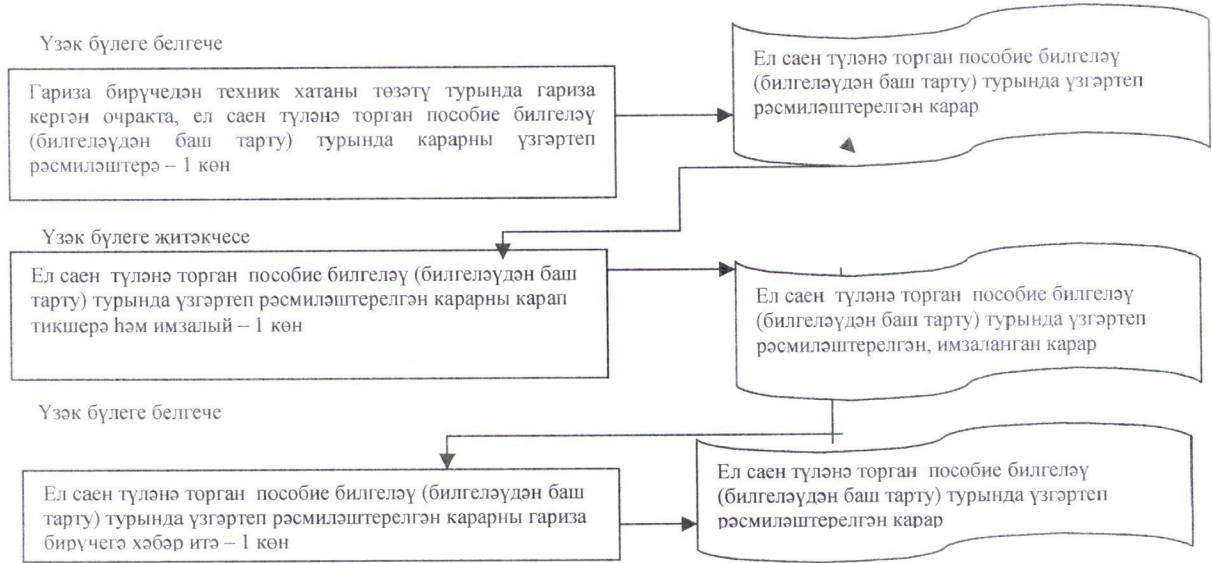 Үзәк бүлеге белгече
Гариза бирүчедән техник хатаны төзәтү турында гариза
кергән очракта, ел саен түләнә торган пособие билгеләү
(билгеләүдән баш тарту) турында карарны үзгәртеп
рәсмиләштерә – 1 көн
Ел саен түләнә торган пособие билгеләү
(билгеләүдән баш тарту) турында үзгәртеп
рәсмиләштерелгән карар
Үзәк бүлеге җитәкчесе
Ел саен түләнә торган пособие билгеләү (билгеләүдән баш
тарту) турында үзгәртеп рәсмиләштерелгән карарны карап
тикшерә һәм имзалый – 1 көн
Ел саен түләнә торган пособие билгеләү
(билгеләүдән баш тарту) турында үзгәртеп
рәсмиләштерелгән, имзаланган карар
Үзәк бүлеге белгече
Ел саен түләнә торган пособие билгеләү (билгеләүдән баш
тарту) турында үзгәртеп рәсмиләштерелгән карарны гариза
бирүчегә хәбәр итә – 1 көн
Ел саен түләнә торган пособие билгеләү
(билгеләүдән баш тарту) турында үзгәртеп
рәсмиләштерелгән карар